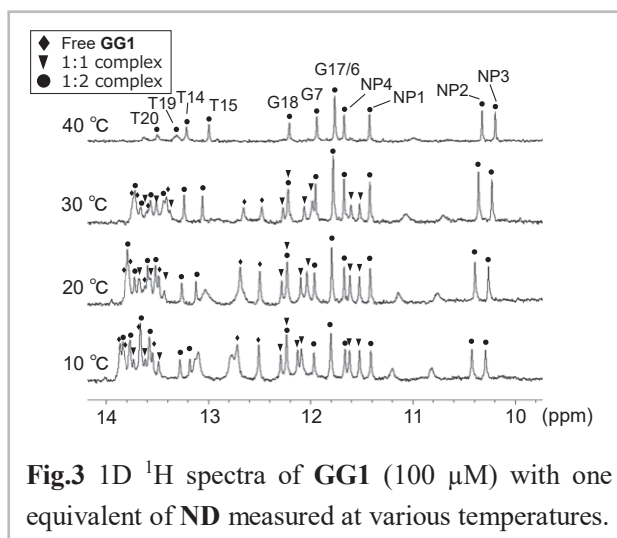 ♦ Free GG1
▼ 1:1 complex
● 1:2 complex
G17/6
NP4
NP3
T19 T14
T20
T15
G18
G7
NP1
NP2
40 °C
30 °C
20 °C
10 °C
14 13 12 11 10 (ppm)
Fig.3 1D ¹H spectra of GG1 (100 μM) with one
equivalent of ND measured at various temperatures.